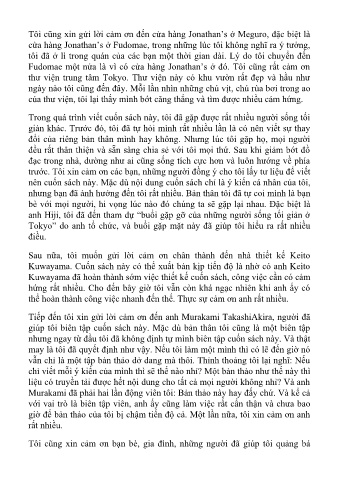 Tôi cũng xin gửi lời cảm ơn đến cửa hàng Jonathan’s ở Meguro, đặc biệt là
cửa hàng Jonathan’s ở Fudomae, trong những lúc tôi không nghĩ ra ý tưởng,
tôi đã ở lì trong quán của các bạn một thời gian dài. Lý do tôi chuyển đến
Fudomae một nửa là vì có cửa hàng Jonathan’s ở đó. Tôi cũng rất cảm ơn
thư viện trung tâm Tokyo. Thư viện này có khu vườn rất đẹp và hầu như
ngày nào tôi cũng đến đây. Mỗi lần nhìn những chú vịt, chú rùa bơi trong ao
của thư viện, tôi lại thấy mình bớt căng thẳng và tìm được nhiều cảm hứng.
Trong quá trình viết cuốn sách này, tôi đã gặp được rất nhiều người sống tối
giản khác. Trước đó, tôi đã tự hỏi mình rất nhiều lần là có nên viết sự thay
đổi của riêng bản thân mình hay không. Nhưng lúc tôi gặp họ, mọi người
đều rất thân thiện và sẵn sàng chia sẻ với tôi mọi thứ. Sau khi giảm bớt đồ
đạc trong nhà, dường như ai cũng sống tích cực hơn và luôn hướng về phía
trước. Tôi xin cảm ơn các bạn, những người đồng ý cho tôi lấy tư liệu để viết
nên cuốn sách này. Mặc dù nội dung cuốn sách chỉ là ý kiến cá nhân của tôi,
nhưng bạn đã ảnh hưởng đến tôi rất nhiều. Bản thân tôi đã tự coi mình là bạn
bè với mọi người, hi vọng lúc nào đó chúng ta sẽ gặp lại nhau. Đặc biệt là
anh Hiji, tôi đã đến tham dự “buổi gặp gỡ của những người sống tối giản ở
Tokyo” do anh tổ chức, và buổi gặp mặt này đã giúp tôi hiểu ra rất nhiều
điều.
Sau nữa, tôi muốn gửi lời cảm ơn chân thành đến nhà thiết kế Keito
Kuwayama. Cuốn sách này có thể xuất bản kịp tiến độ là nhờ có anh Keito
Kuwayama đã hoàn thành sớm việc thiết kế cuốn sách, công việc cần có cảm
hứng rất nhiều. Cho đến bây giờ tôi vẫn còn khá ngạc nhiên khi anh ấy có
thể hoàn thành công việc nhanh đến thế. Thực sự cảm ơn anh rất nhiều.
Tiếp đến tôi xin gửi lời cảm ơn đến anh Murakami TakashiAkira, người đã
giúp tôi biên tập cuốn sách này. Mặc dù bản thân tôi cũng là một biên tập
nhưng ngay từ đầu tôi đã không định tự mình biên tập cuốn sách này. Và thật
may là tôi đã quyết định như vậy. Nếu tôi làm một mình thì có lẽ đến giờ nó
vẫn chỉ là một tập bản thảo dở dang mà thôi. Thỉnh thoảng tôi lại nghĩ: Nếu
chỉ viết mỗi ý kiến của mình thì sẽ thế nào nhỉ? Một bản thảo như thế này thì
liệu có truyền tải được hết nội dung cho tất cả mọi người không nhỉ? Và anh
Murakami đã phải hai lần động viên tôi: Bản thảo này hay đấy chứ. Và kể cả
với vai trò là biên tập viên, anh ấy cũng làm việc rất cẩn thận và chưa bao
giờ để bản thảo của tôi bị chậm tiến độ cả. Một lần nữa, tôi xin cảm ơn anh
rất nhiều.
Tôi cũng xin cảm ơn bạn bè, gia đình, những người đã giúp tôi quảng bá